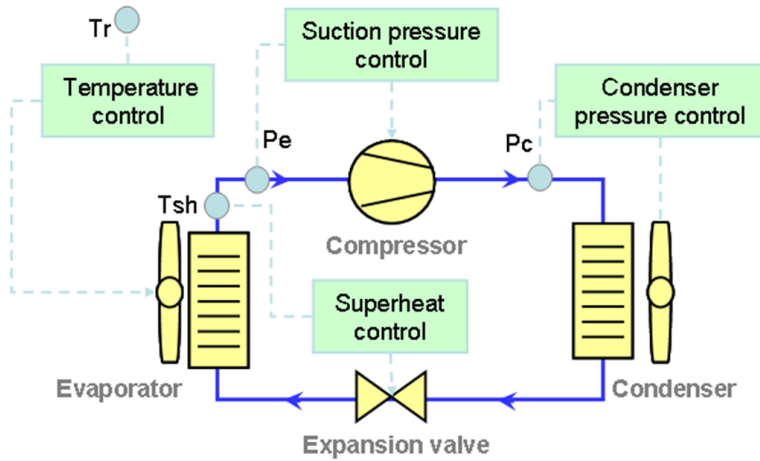 Tr
Suction pressure
control
Temperature
control
Condenser
pressure control
Pe
Pc
Tsh
Compressor
Superheat
control
Evaporator
Condenser
Expansion valve